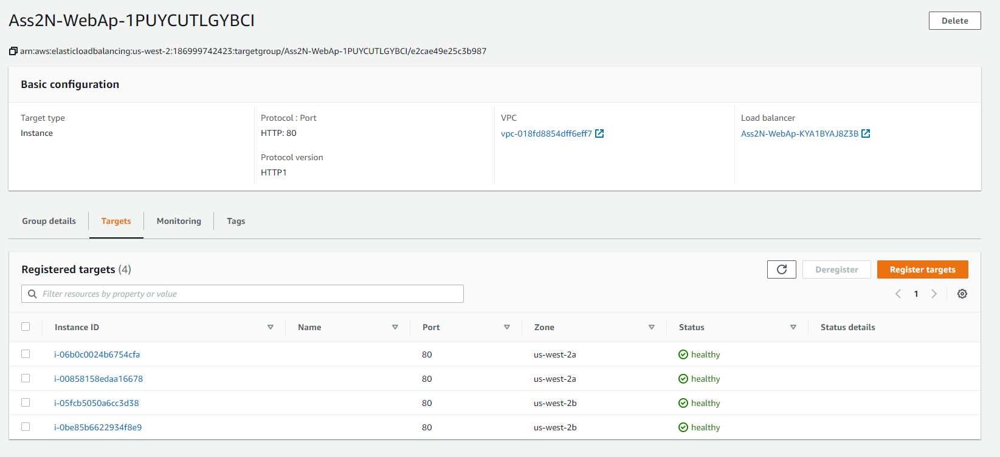 Ass2N-WebAp-1PUYCUTLGYBCI
Delete
arn:aws:elasticloadbalancing:us-west-2:186999742423:targetgroup/Ass2N-WebAp-1PUYCUTLGYBCI/e2cae49e25c3b987
Basic configuration
Target type
Instance
Protocol : Port
HTTP: 80
Protocol version
HTTP1
VPC
vpc-018fd8854dff6eff7
Load balancer
Ass2N-WebAp-KYA1BYAJ8Z3B
Group details Targets Monitoring Tags
Registered targets (4)
Deregister Register targets
Filter resources by property or value
1
Instance ID Name Port Zone Status Status details
i-06b0c0024b6754cfa 80 us-west-2a healthy
i-00858158edaa16678 80 us-west-2a healthy
i-05fcb5050a6cc3d38 80 us-west-2b healthy
i-0be85b6622934f8e9 80 us-west-2b healthy